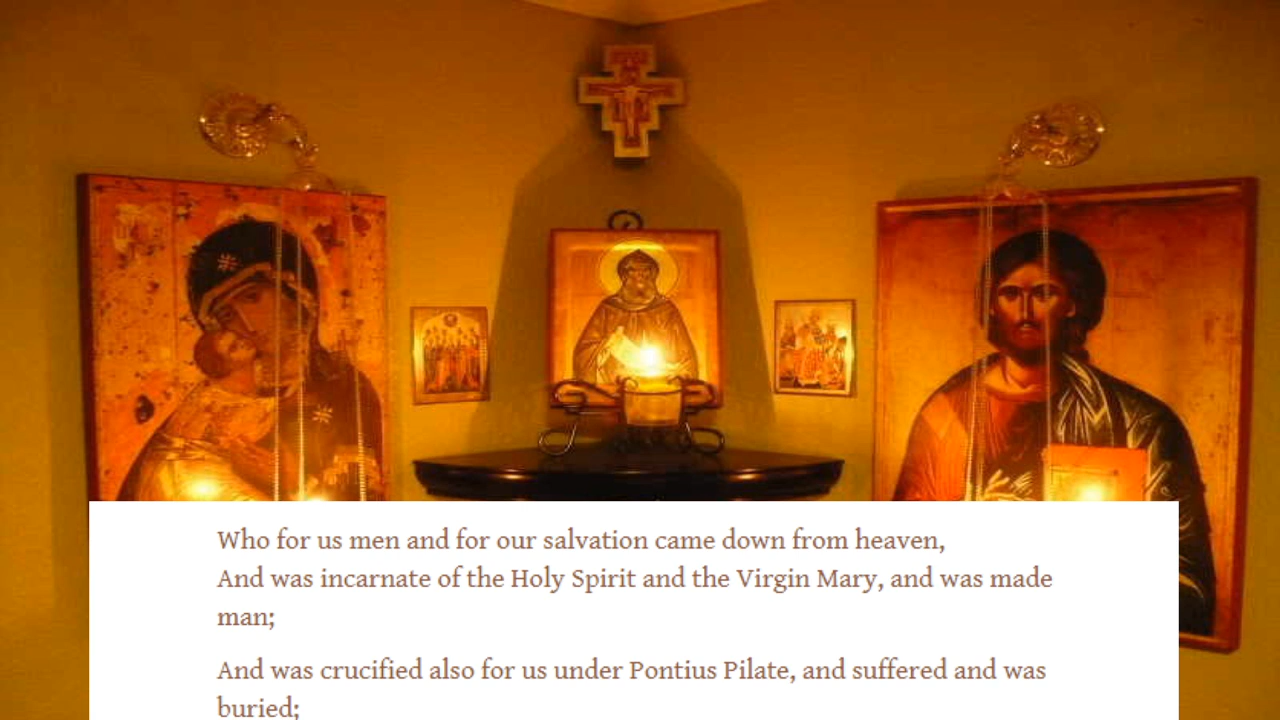 Who for us men and for our salvation came down from heaven,
And was incarnate of the Holy Spirit and the Virgin Mary, and was made
man;
And was crucified also for us under Pontius Pilate, and suffered and was
buried;